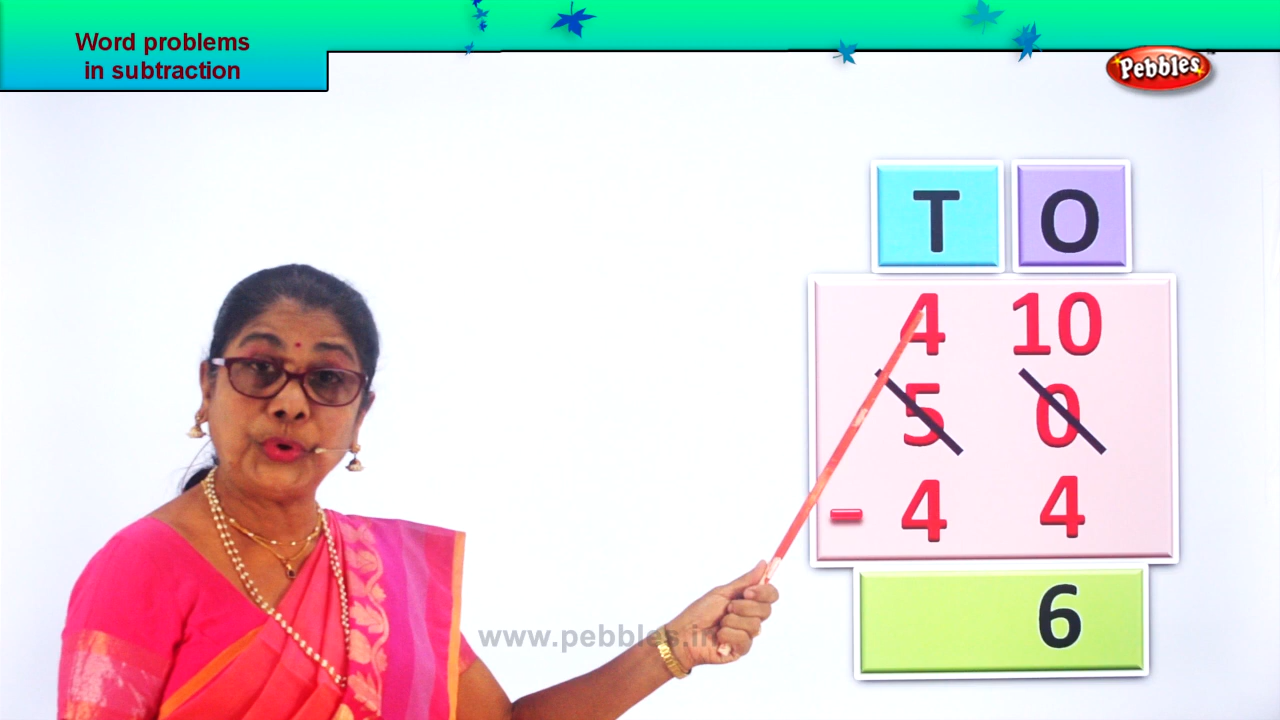 Word problems
in subtraction
Pebbles
T O
4 10
5 0
- 4 4
6
www.pebbles.in